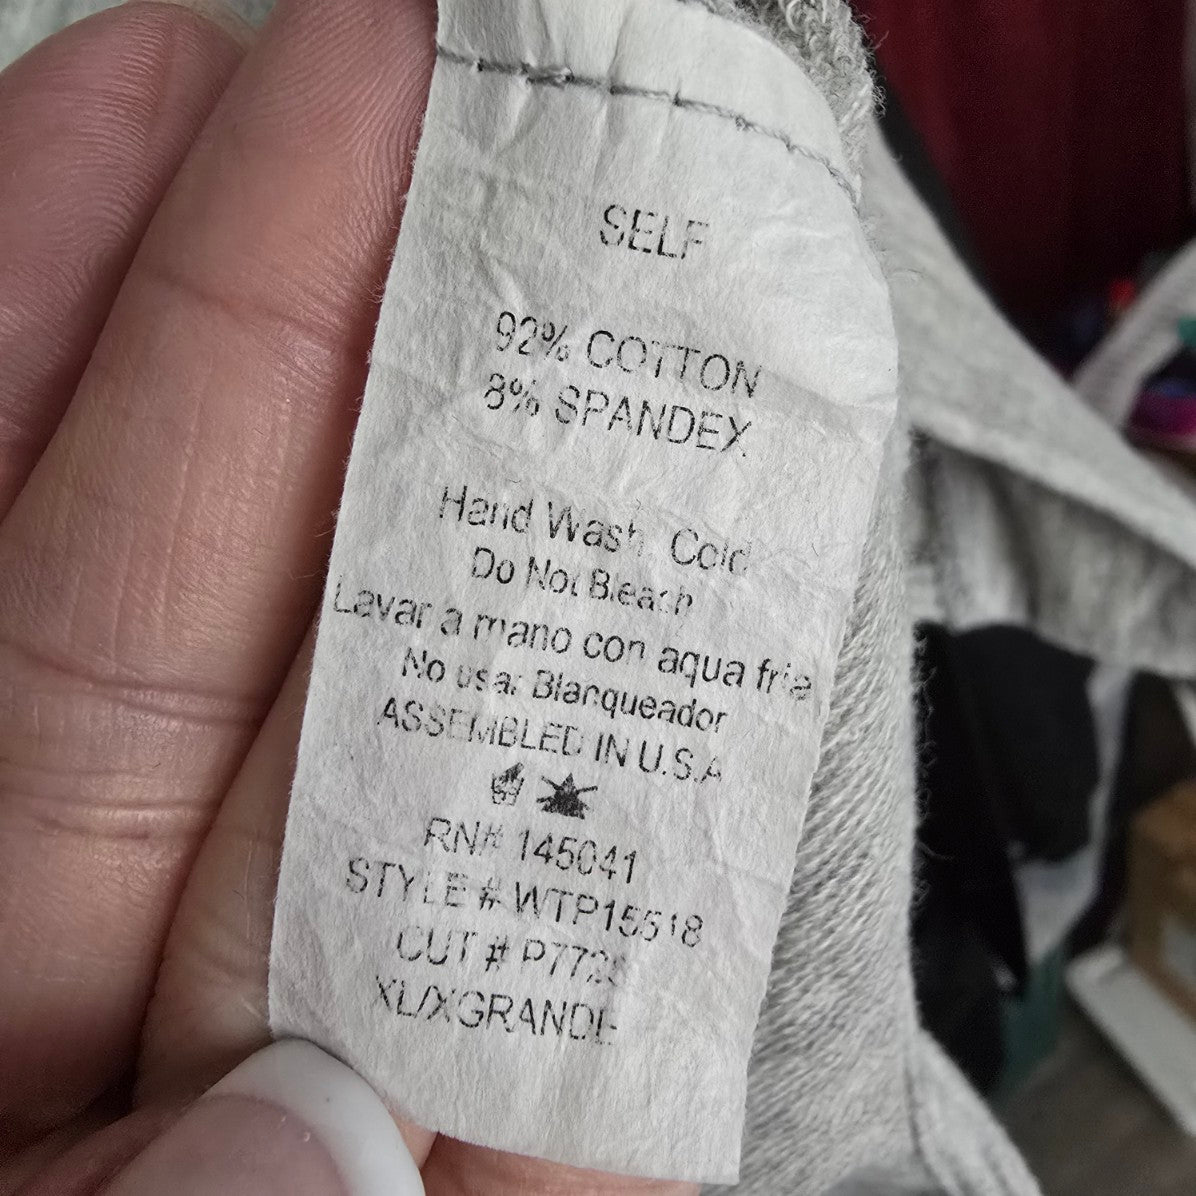 SELF
92% COTTON
8% SPANDEX
Hand Wash, Cold
Do Not Bleach
Lavar a mano con aqua fria
No usar Blanqueador
ASSEMBLED IN U.S.A
RN# 145041
STYLE # WTP15518
CUT #
XL/XGRANDE